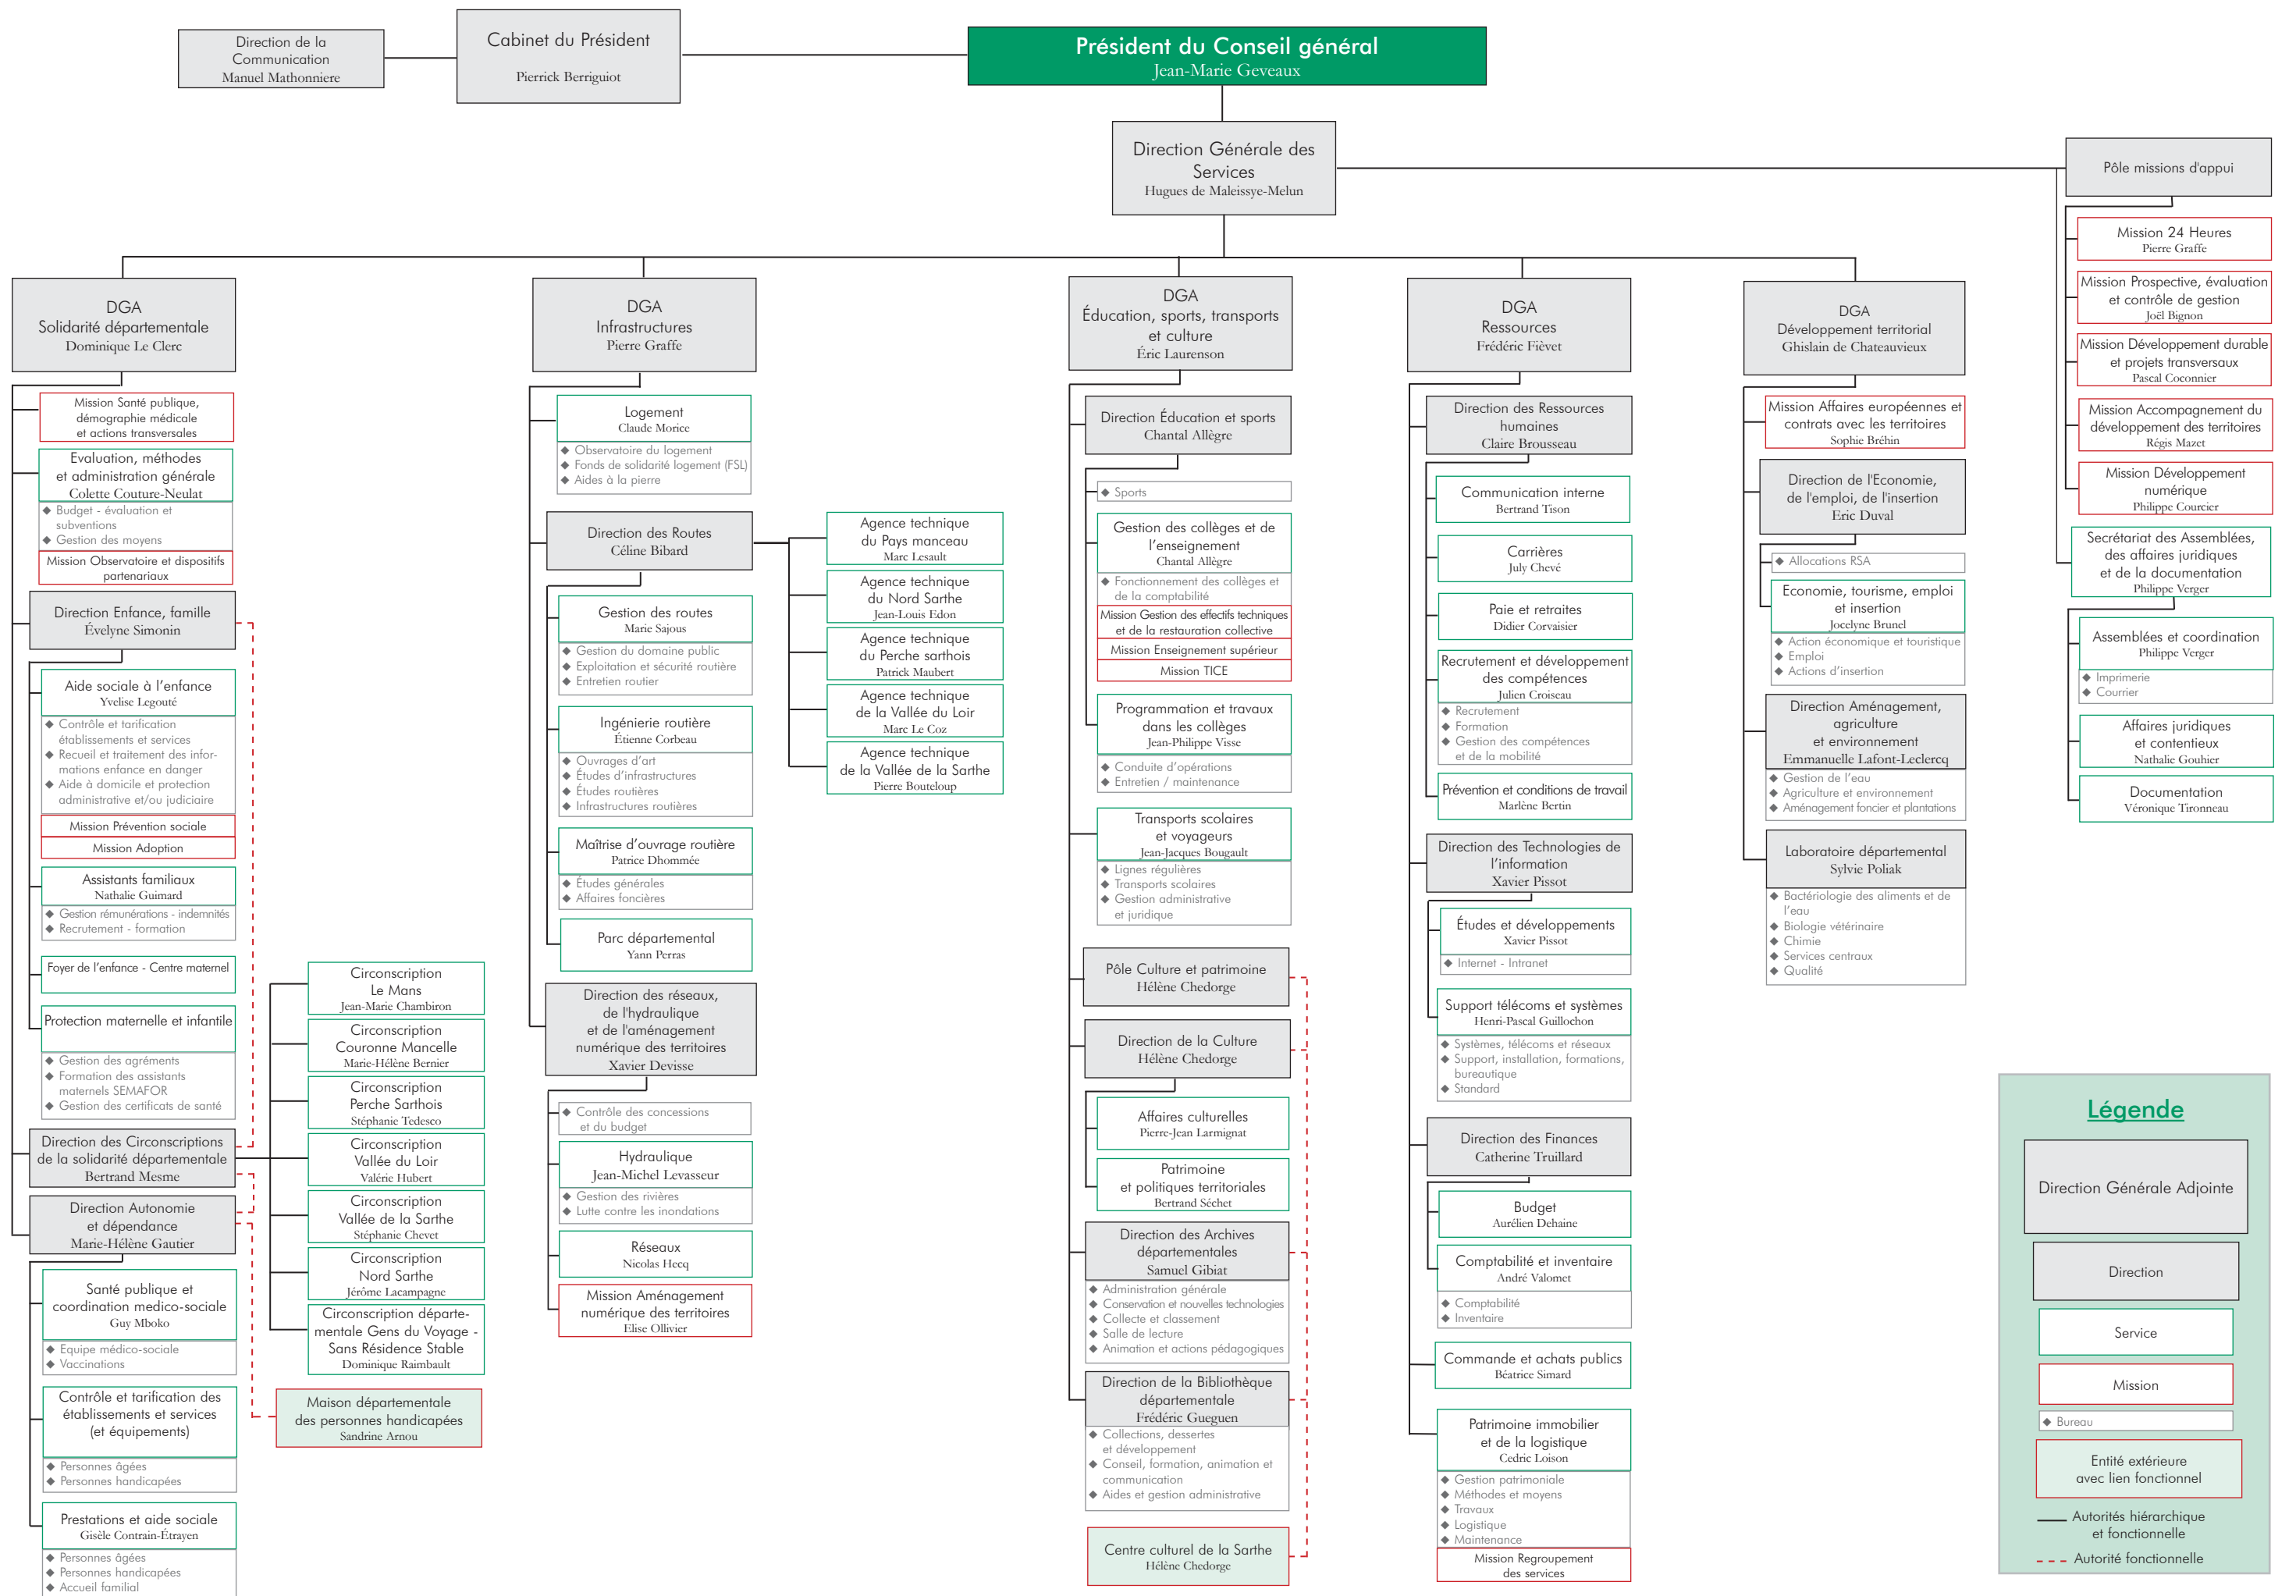 Direction de la
Communication
Manuel Mathonniere
Cabinet du Président
Pierrick Berriguiot
Président du Conseil général
Jean-Marie Geveaux
Direction Générale des
Services
Hugues de Maleissye-Melun
Pôle missions d'appui
Mission 24 Heures
Pierre Graffe
Mission Prospective, évaluation
et contrôle de gestion
Joël Bignon
Mission Développement durable
et projets transversaux
Pascal Coconnier
Mission Accompagnement du
développement des territoires
Régis Mazet
Mission Développement
numérique
Philippe Courcier
Secrétariat des Assemblées,
des affaires juridiques
et de la documentation
Philippe Verger
Assemblées et coordination
Philippe Verger
◆ Imprimerie
◆ Courrier
Affaires juridiques
et contentieux
Nathalie Gouhier
Documentation
Véronique Tironneau
DGA
Solidarité départementale
Dominique Le Clerc
Mission Santé publique,
démographie médicale
et actions transversales
Evaluation, méthodes
et administration générale
Colette Couture-Neulat
◆ Budget - évaluation et
subventions
◆ Gestion des moyens
Mission Observatoire et dispositifs
partenariaux
Direction Enfance, famille
Évelyne Simonin
Aide sociale à l'enfance
Yvelise Legouté
◆ Contrôle et tarification
établissements et services
◆ Recueil et traitement des infor-
mations enfance en danger
◆ Aide à domicile et protection
administrative et/ou judiciaire
Mission Prévention sociale
Mission Adoption
Assistants familiaux
Nathalie Guimard
◆ Gestion rémunérations - indemnités
◆ Recrutement - formation
Foyer de l'enfance - Centre maternel
Protection maternelle et infantile
◆ Gestion des agréments
◆ Formation des assistants
maternels SEMAFOR
◆ Gestion des certificats de santé
Direction des Circonscriptions
de la solidarité départementale
Bertrand Mesme
Circonscription
Le Mans
Jean-Marie Chambiron
Circonscription
Couronne Mancelle
Marie-Hélène Bernier
Circonscription
Perche Sarthois
Stéphanie Tedesco
Circonscription
Vallée du Loir
Valérie Hubert
Circonscription
Vallée de la Sarthe
Stéphanie Chevet
Circonscription
Nord Sarthe
Jérôme Lacampagne
Circonscription départe-
mentale Gens du Voyage -
Sans Résidence Stable
Dominique Raimbault
Direction Autonomie
et dépendance
Marie-Hélène Gautier
Santé publique et
coordination medico-sociale
Guy Mboko
◆ Equipe médico-sociale
◆ Vaccinations
Contrôle et tarification des
établissements et services
(et équipements)
◆ Personnes âgées
◆ Personnes handicapées
Prestations et aide sociale
Gisêle Contrain-Étrayen
◆ Personnes âgées
◆ Personnes handicapées
◆ Accueil familial
Maison départementale
des personnes handicapées
Sandrine Arnou
DGA
Infrastructures
Pierre Graffe
Logement
Claude Morice
◆ Observatoire du logement
◆ Fonds de solidarité logement (FSL)
◆ Aides à la pierre
Direction des Routes
Céline Bibard
Agence technique
du Pays manceau
Marc Lesault
Agence technique
du Nord Sarthe
Jean-Louis Edon
Agence technique
du Perche sarthois
Patrick Maubert
Agence technique
de la Vallée du Loir
Marc Le Coz
Agence technique
de la Vallée de la Sarthe
Pierre Bouteloup
Gestion des routes
Marie Sajous
◆ Gestion du domaine public
◆ Exploitation et sécurité routière
◆ Entretien routier
Ingénierie routière
Étienne Corbeau
◆ Ouvrages d'art
◆ Études d'infrastructures
◆ Études routières
◆ Infrastructures routières
Maîtrise d'ouvrage routière
Patrice Dhommée
◆ Études générales
◆ Affaires foncières
Parc départemental
Yann Perras
Direction des réseaux,
de l'hydraulique
et de l'aménagement
numérique des territoires
Xavier Devisse
◆ Contrôle des concessions
et du budget
Hydraulique
Jean-Michel Levasseur
◆ Gestion des rivières
◆ Lutte contre les inondations
Réseaux
Nicolas Hecq
Mission Aménagement
numérique des territoires
Elise Ollivier
DGA
Éducation, sports, transports
et culture
Éric Laurenson
Direction Éducation et sports
Chantal Allègre
◆ Sports
Gestion des collèges et de
l'enseignement
Chantal Allègre
◆ Fonctionnement des collèges et
de la comptabilité
Mission Gestion des effectifs techniques
et de la restauration collective
Mission Enseignement supérieur
Mission TICE
Programmation et travaux
dans les collèges
Jean-Philippe Visse
◆ Conduite d'opérations
◆ Entretien / maintenance
Transports scolaires
et voyageurs
Jean-Jacques Bougault
◆ Lignes régulières
◆ Transports scolaires
◆ Gestion administrative
et juridique
Pôle Culture et patrimoine
Hélène Chedorge
Direction de la Culture
Hélène Chedorge
Affaires culturelles
Pierre-Jean Larmignat
Patrimoine
et politiques territoriales
Bertrand Séchet
Direction des Archives
départementales
Samuel Gibiat
◆ Administration générale
◆ Conservation et nouvelles technologies
◆ Collecte et classement
◆ Salle de lecture
◆ Animation et actions pédagogiques
Direction de la Bibliothèque
départementale
Frédéric Gueguen
◆ Collections, dessertes
et développement
◆ Conseil, formation, animation et
communication
◆ Aides et gestion administrative
Centre culturel de la Sarthe
Hélène Chedorge
DGA
Ressources
Frédéric Fièvet
Direction des Ressources
humaines
Claire Brousseau
Communication interne
Bertrand Tison
Carrières
July Chevé
Paie et retraites
Didier Corvaisier
Recrutement et développement
des compétences
Julien Croiseau
◆ Recrutement
◆ Formation
◆ Gestion des compétences
et de la mobilité
Prévention et conditions de travail
Marlène Bertin
Direction des Technologies de
l'information
Xavier Pissot
Études et développements
Xavier Pissot
◆ Internet - Intranet
Support télécoms et systèmes
Henri-Pascal Guillochon
◆ Systèmes, télécoms et réseaux
◆ Support, installation, formations,
bureautique
◆ Standard
Direction des Finances
Catherine Truillard
Budget
Aurélien Dehaine
Comptabilité et inventaire
André Valomet
◆ Comptabilité
◆ Inventaire
Commande et achats publics
Béatrice Simard
Patrimoine immobilier
et de la logistique
Cedric Loison
◆ Gestion patrimoniale
◆ Méthodes et moyens
◆ Travaux
◆ Logistique
◆ Maintenance
Mission Regroupement
des services
DGA
Développement territorial
Ghislain de Chateauvieux
Mission Affaires européennes et
contrats avec les territoires
Sophie Bréhin
Direction de l'Economie,
de l'emploi, de l'insertion
Eric Duval
◆ Allocations RSA
Economie, tourisme, emploi
et insertion
Jocelyne Brunel
◆ Action économique et touristique
◆ Emploi
◆ Actions d'insertion
Direction Aménagement,
agriculture
et environnement
Emmanuelle Lafont-Leclercq
◆ Gestion de l'eau
◆ Agriculture et environnement
◆ Aménagement foncier et plantations
Laboratoire départemental
Sylvie Poliak
◆ Bactériologie des aliments et de
l'eau
◆ Biologie vétérinaire
◆ Chimie
◆ Services centraux
◆ Qualité
Légende
Direction Générale Adjointe
Direction
Service
Mission
◆ Bureau
Entité extérieure
avec lien fonctionnel
Autorités hiérarchique
et fonctionnelle
Autorité fonctionnelle